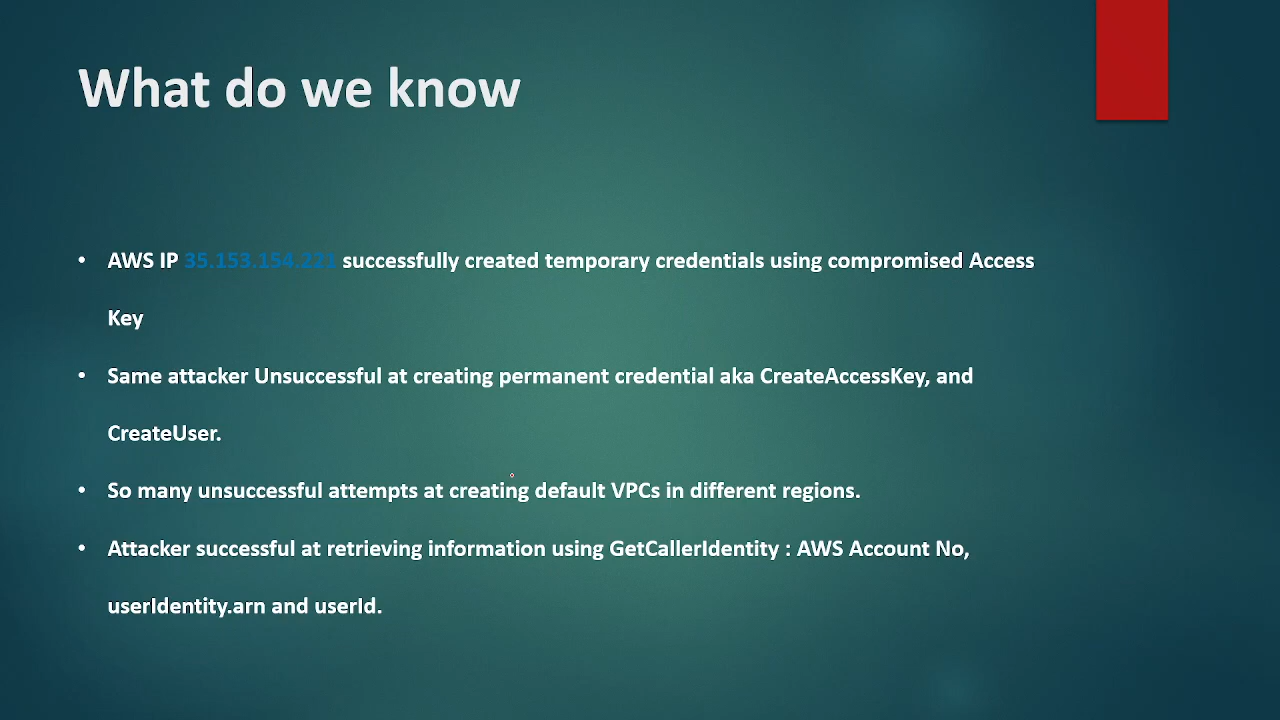 What do we know
• AWS IP 35.153.154.221 successfully created temporary credentials using compromised Access
Key
• Same attacker Unsuccessful at creating permanent credential aka CreateAccessKey, and
CreateUser.
• So many unsuccessful attempts at creating default VPCs in different regions.
• Attacker successful at retrieving information using GetCallerIdentity : AWS Account No,
userIdentity.arn and userId.